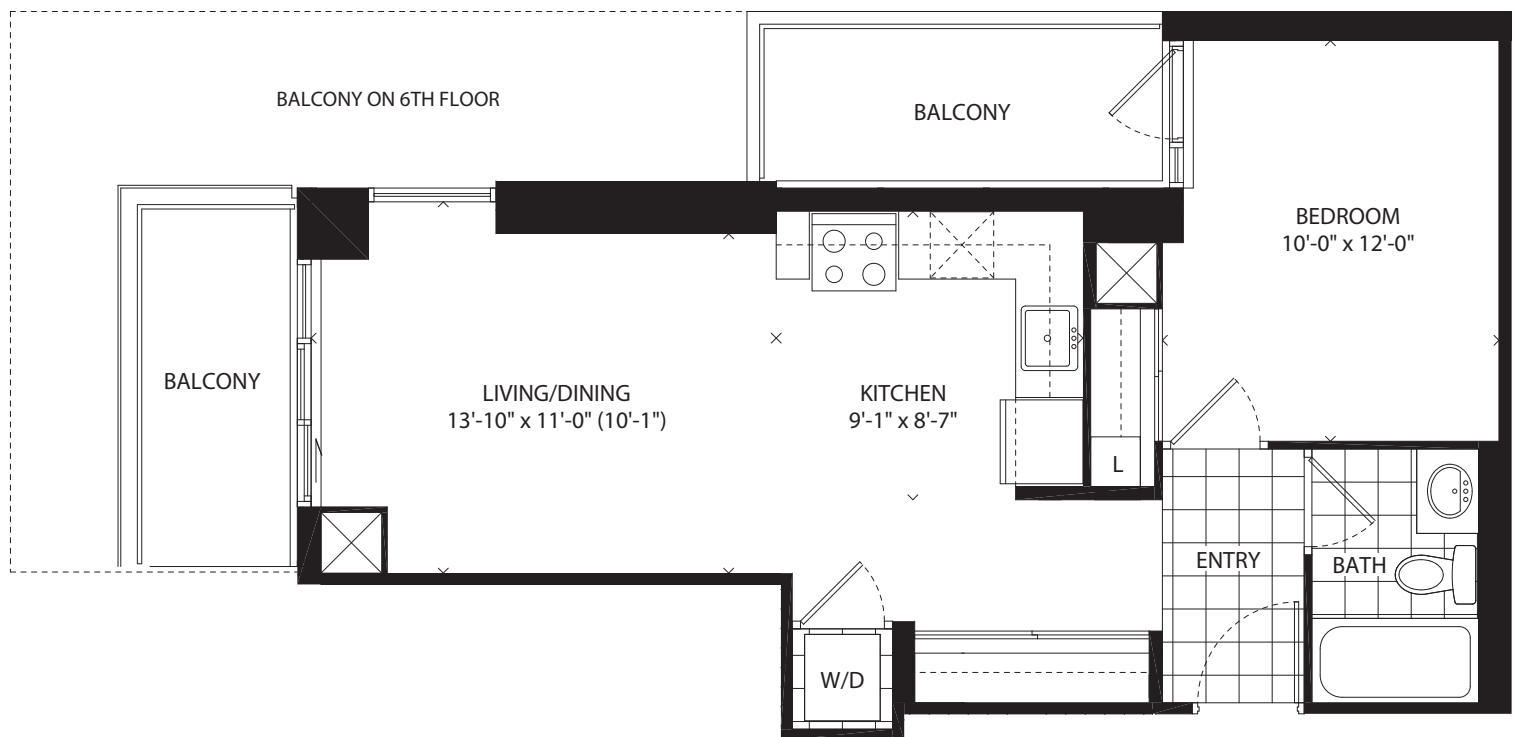 BALCONY ON 6TH FLOOR
BALCONY
BEDROOM
10'-0" x 12'-0"
BALCONY
LIVING/DINING
13'-10" x 11'-0" (10'-1")
KITCHEN
9'-1" x 8'-7"
L
ENTRY
BATH
W/D